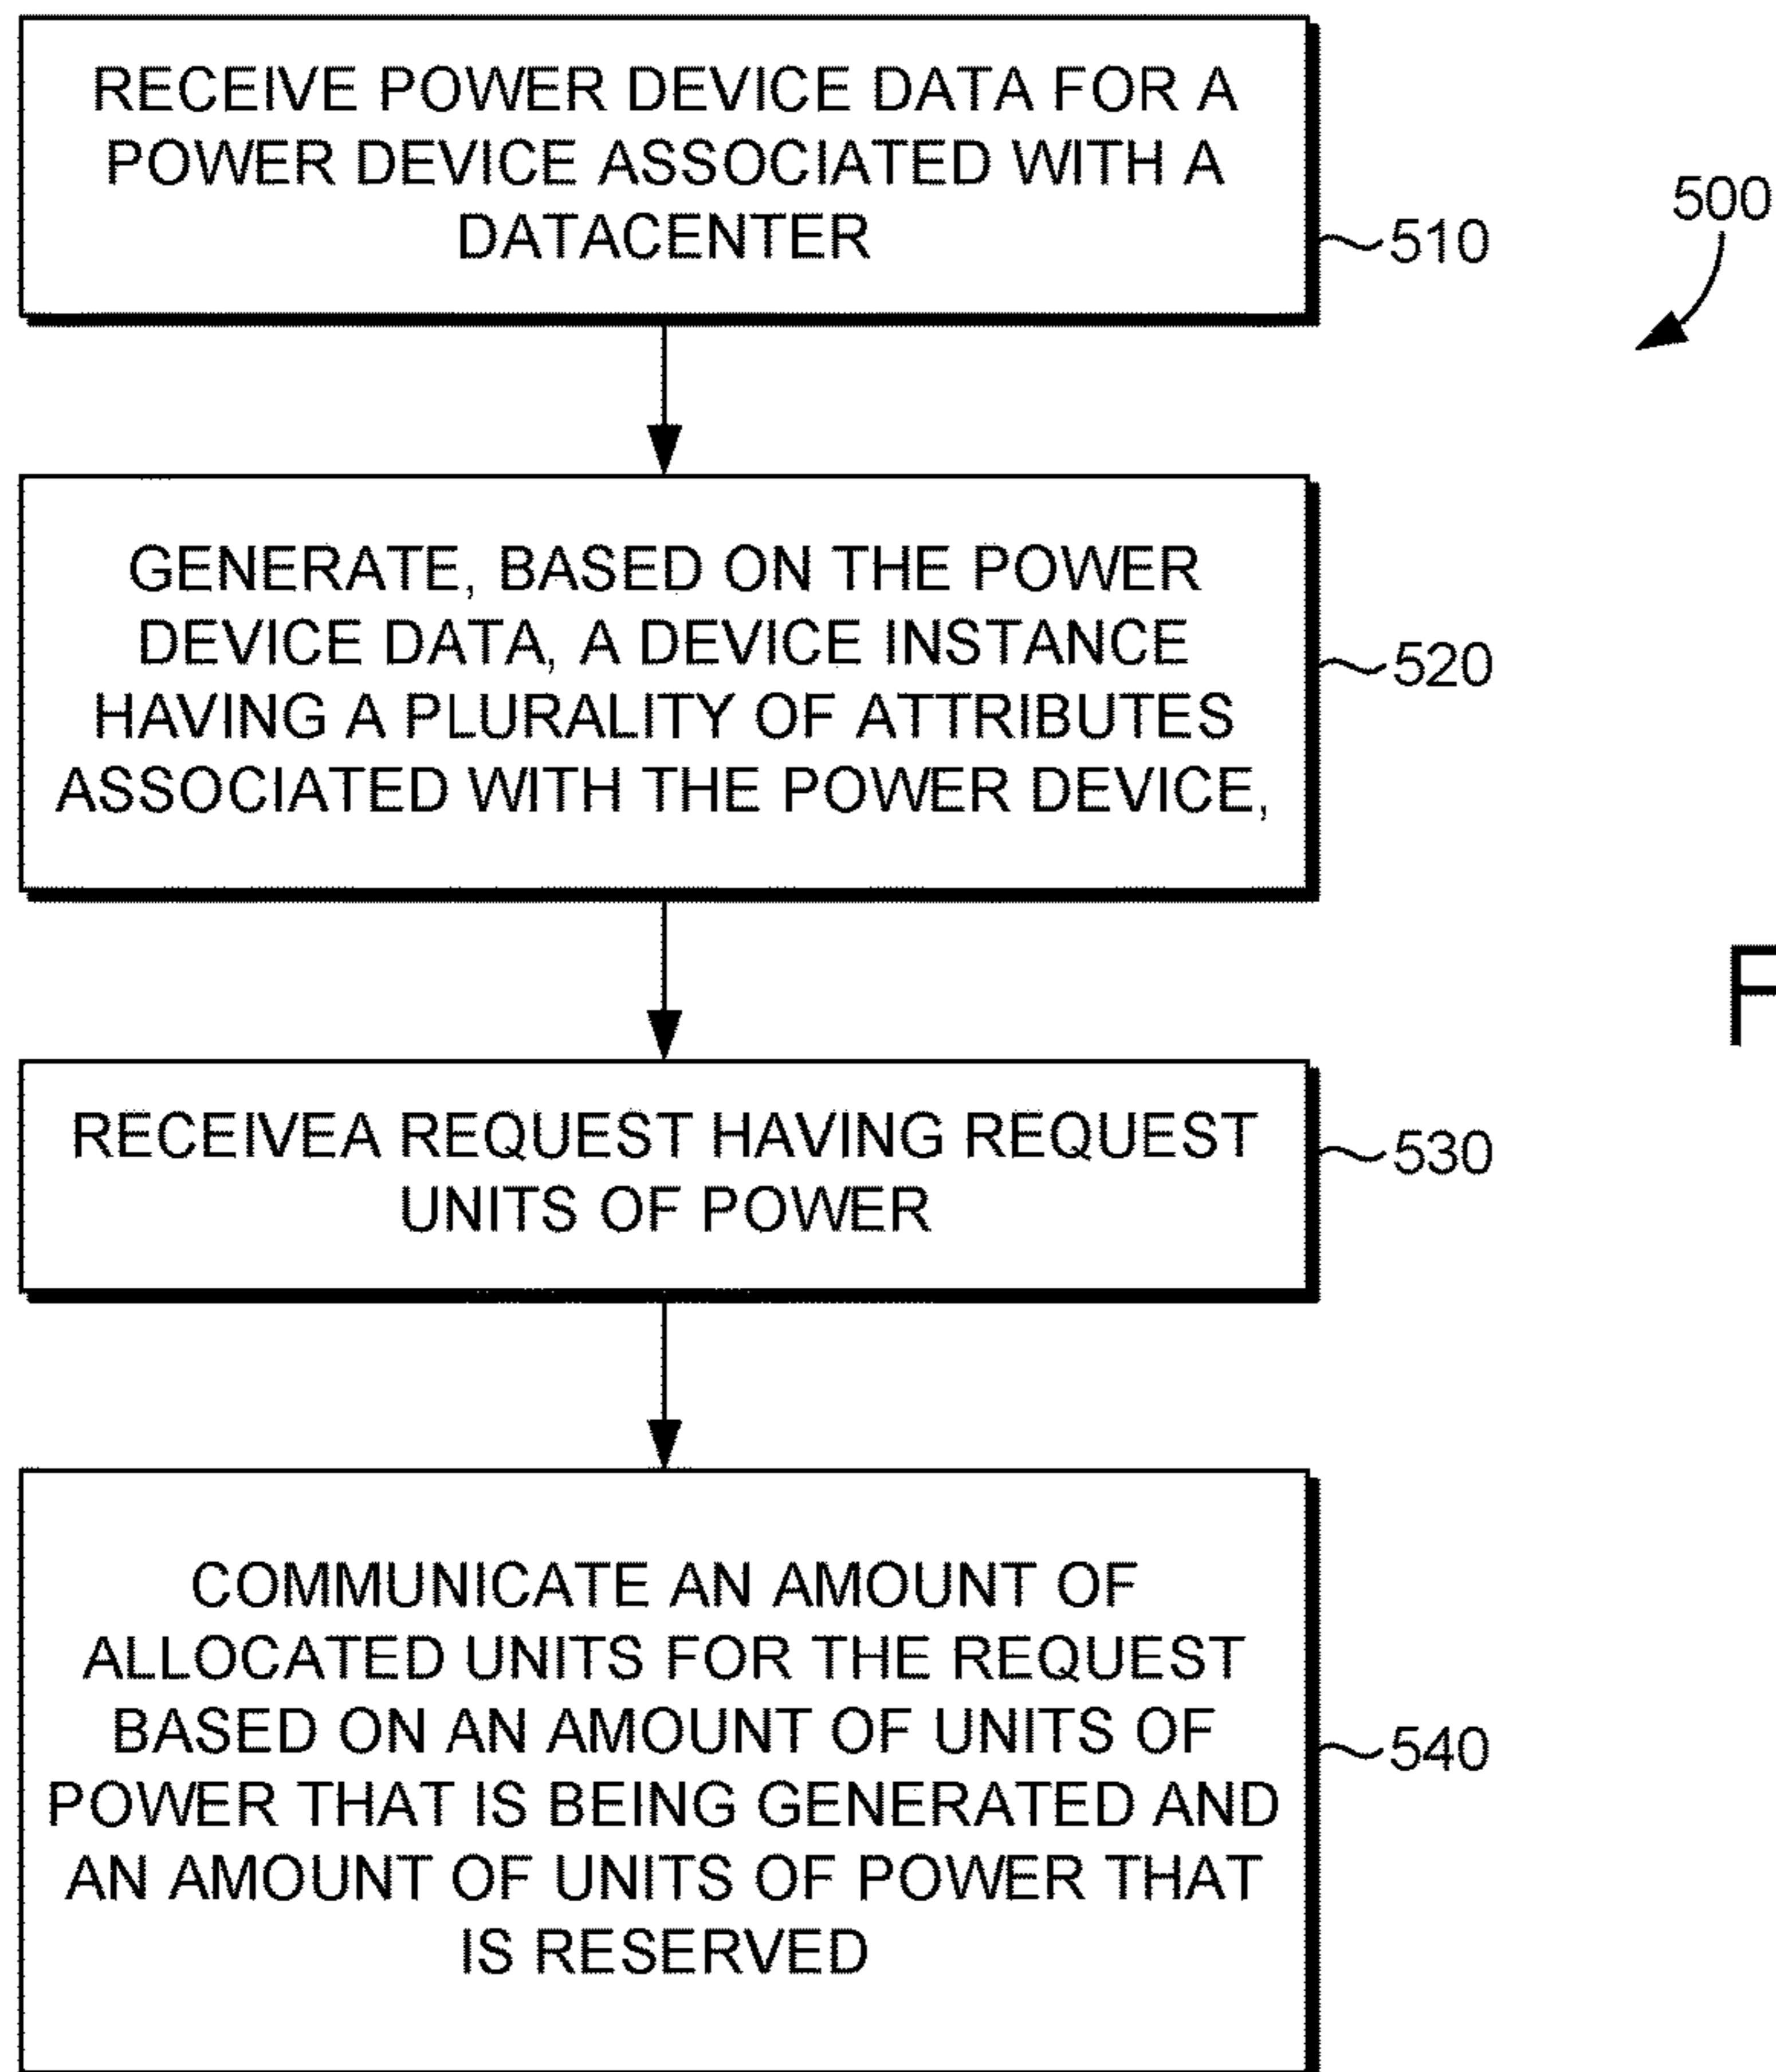 RECEIVE POWER DEVICE DATA FOR A
POWER DEVICE ASSOCIATED WITH A
DATACENTER
510
500
GENERATE, BASED ON THE POWER
DEVICE DATA, A DEVICE INSTANCE
HAVING A PLURALITY OF ATTRIBUTES
ASSOCIATED WITH THE POWER DEVICE,
520
F
RECEIVEA REQUEST HAVING REQUEST
UNITS OF POWER
530
COMMUNICATE AN AMOUNT OF
ALLOCATED UNITS FOR THE REQUEST
BASED ON AN AMOUNT OF UNITS OF
POWER THAT IS BEING GENERATED AND
AN AMOUNT OF UNITS OF POWER THAT
IS RESERVED
540